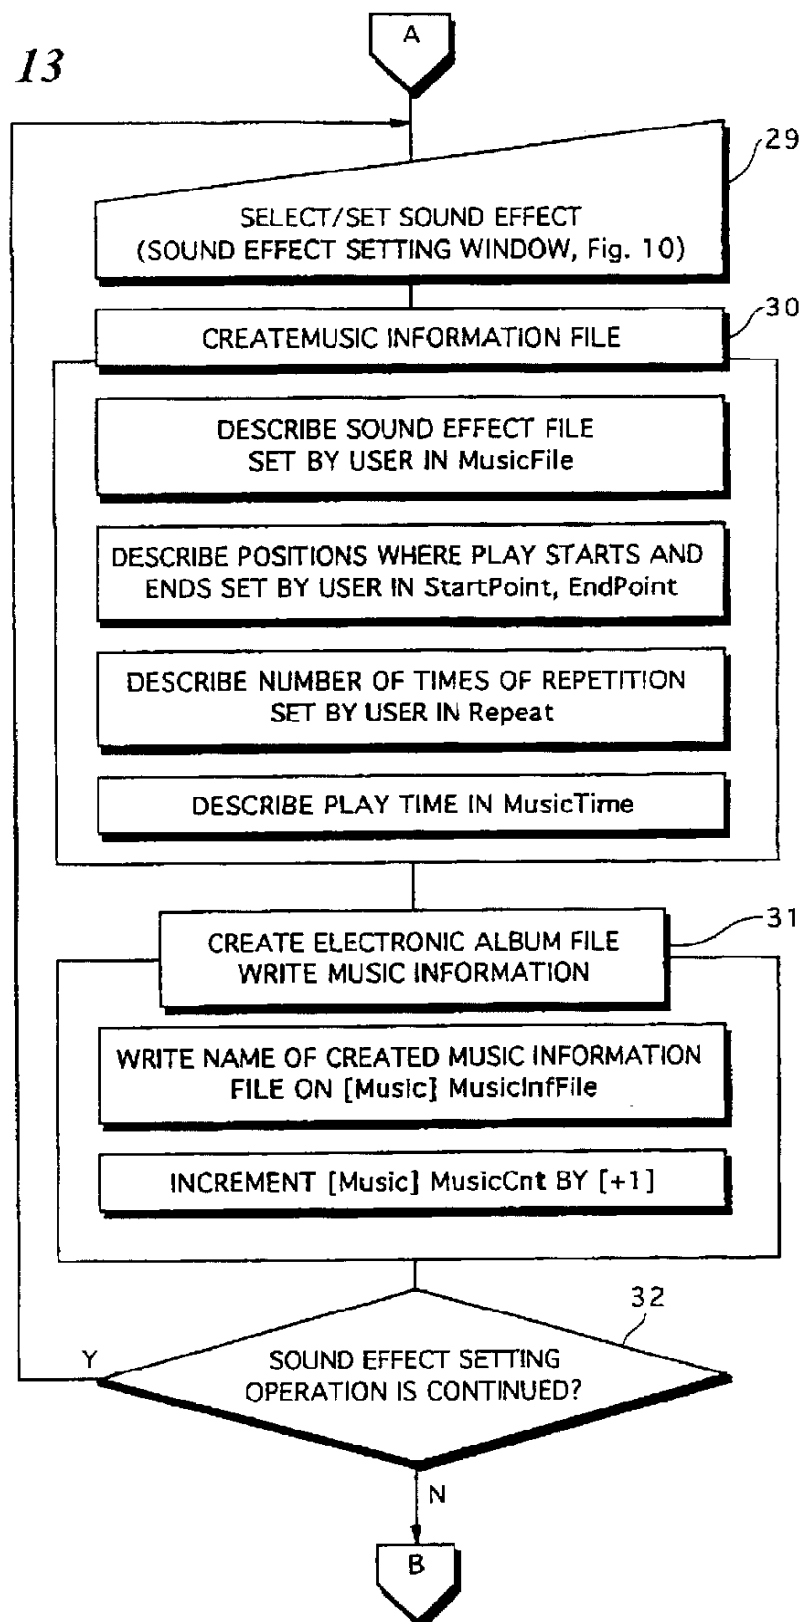 A
13
29
SELECT/SET SOUND EFFECT
(SOUND EFFECT SETTING WINDOW, Fig. 10)
30
CREATEMUSIC INFORMATION FILE
DESCRIBE SOUND EFFECT FILE
SET BY USER IN MusicFile
DESCRIBE POSITIONS WHERE PLAY STARTS AND
ENDS SET BY USER IN StartPoint, EndPoint
DESCRIBE NUMBER OF TIMES OF REPETITION
SET BY USER IN Repeat
DESCRIBE PLAY TIME IN MusicTime
31
CREATE ELECTRONIC ALBUM FILE
WRITE MUSIC INFORMATION
WRITE NAME OF CREATED MUSIC INFORMATION
FILE ON [Music] MusicInfFile
INCREMENT [Music] MusicCnt BY [+1]
32
Y
SOUND EFFECT SETTING
OPERATION IS CONTINUED?
N
B